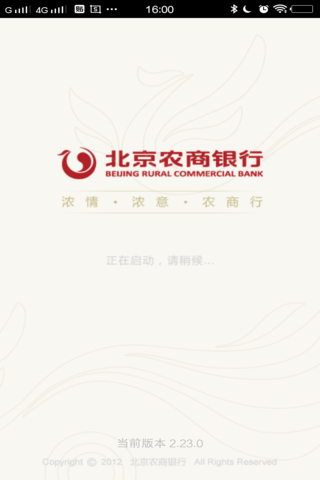 G 4G 16:00
北京农商银行
BEIJING RURAL COMMERCIAL BANK
浓情·浓意·农商行
正在启动，请稍候...
当前版本 2.23.0
Copyright © 2012 北京农商银行 All Rights Reserved